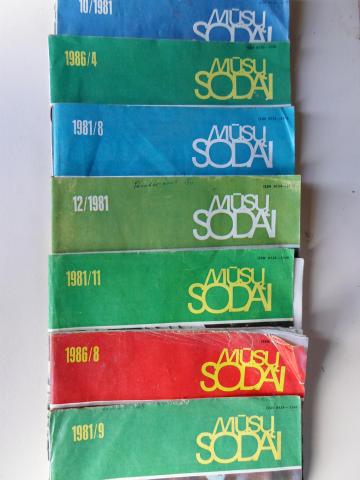 10/1981
MŪSŲ
SODAI
1986/4
MŪSŲ
SODAI
1981/8
MŪSŲ
SODAI
12/1981
MŪSŲ
SODAI
1981/11
MŪSŲ
SODAI
1986/8
MŪSŲ
SODAI
1981/9
MŪSŲ
SODAI